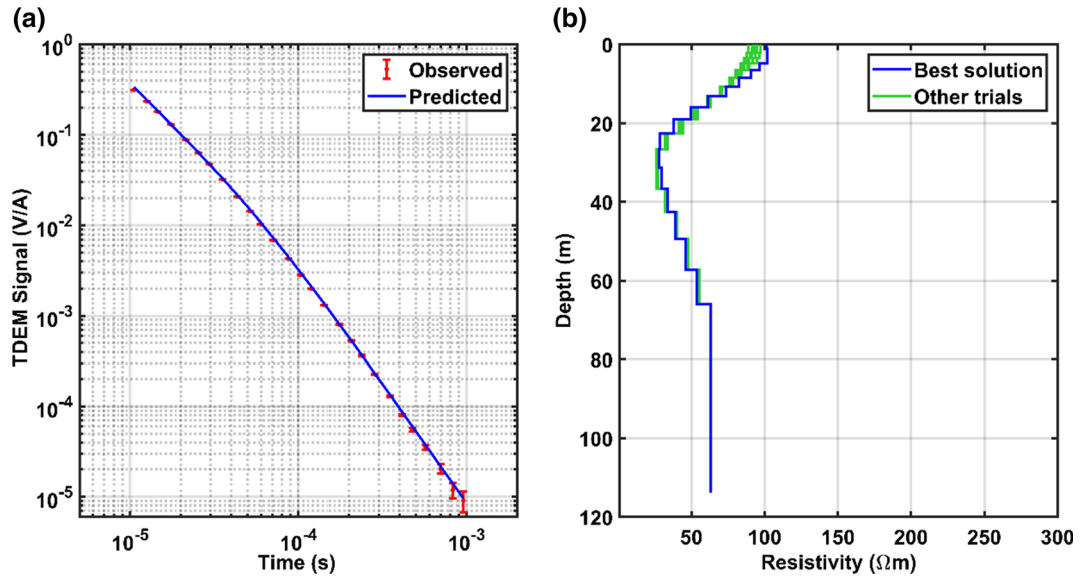 (a)
10^0
10^-1
10^-2
10^-3
10^-4
10^-5
TDEM Signal (V/A)
Observed
Predicted
10^-5
10^-4
10^-3
Time (s)
(b)
0
20
40
60
80
100
120
Depth (m)
Best solution
Other trials
50
100
150
200
250
300
Resistivity (Ωm)